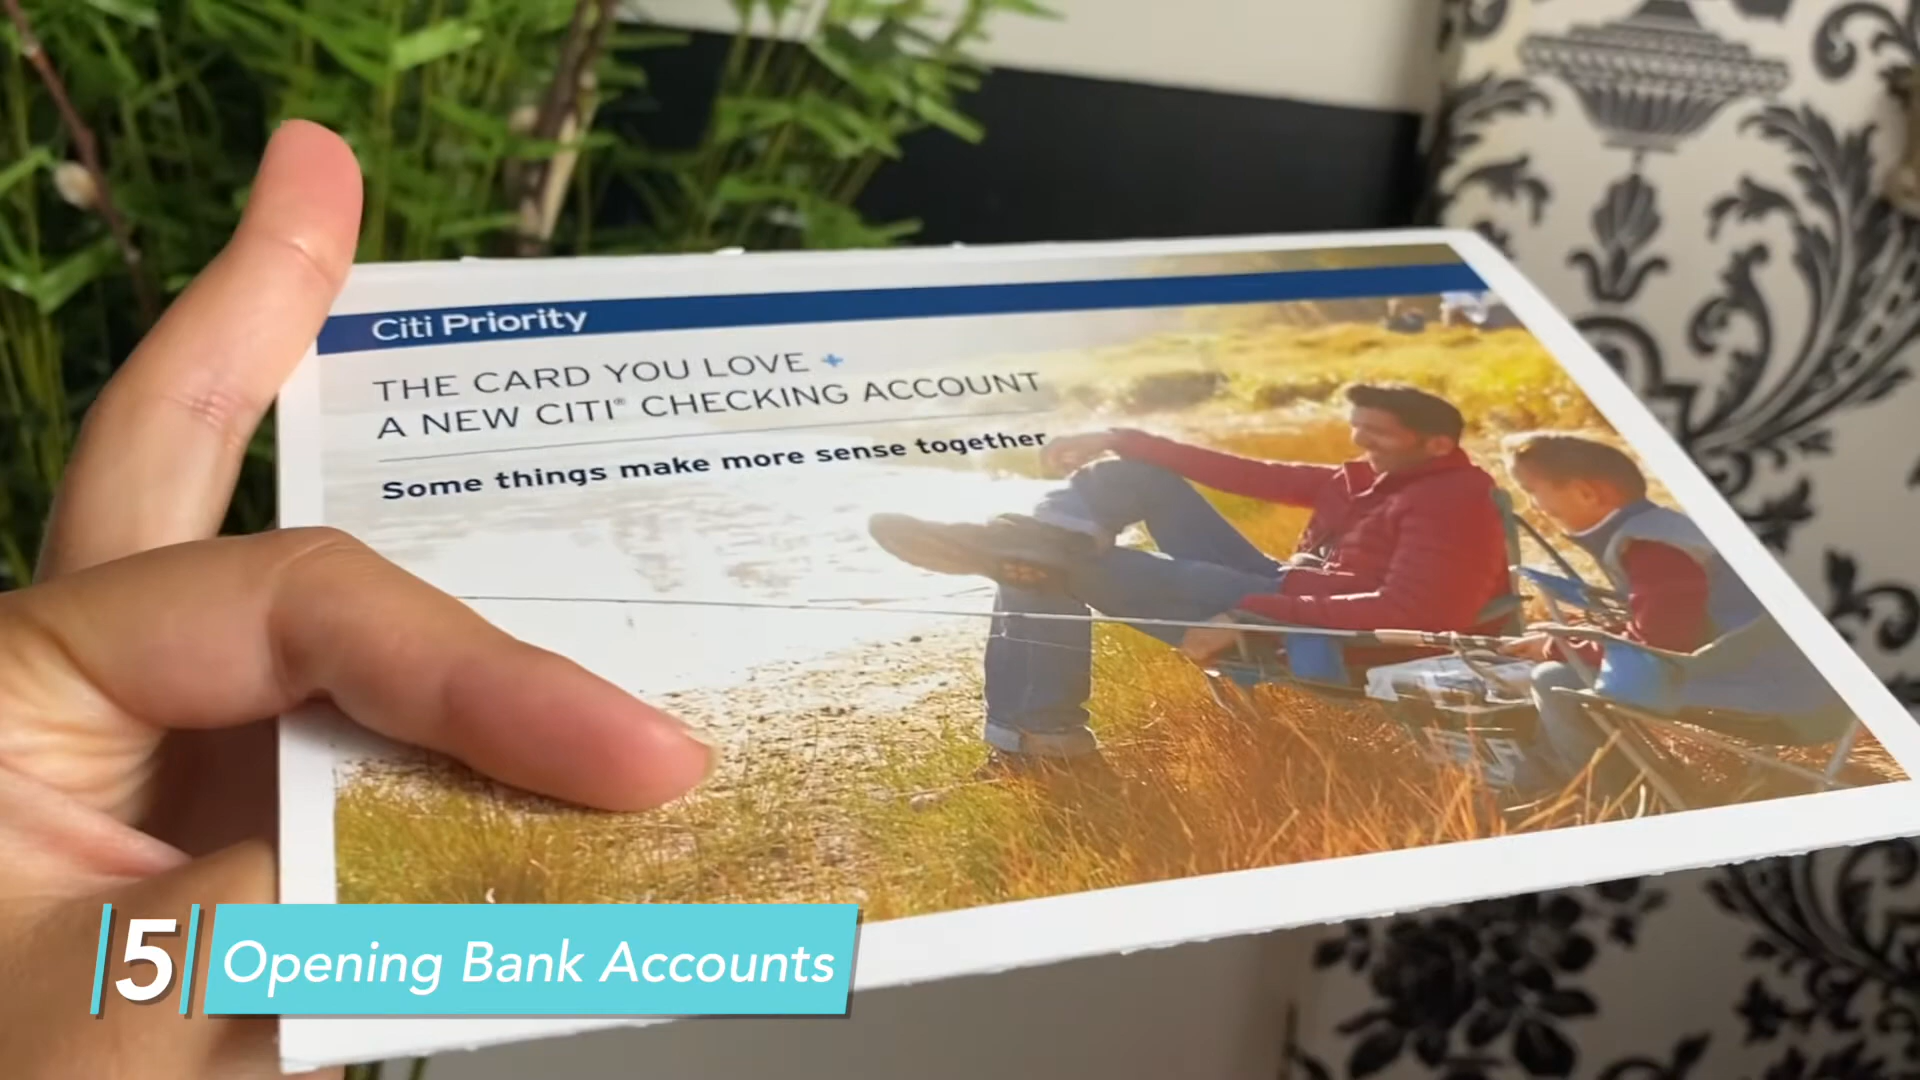 Citi Priority
THE CARD YOU LOVE +
A NEW CITI® CHECKING ACCOUNT
Some things make more sense together
5 Opening Bank Accounts